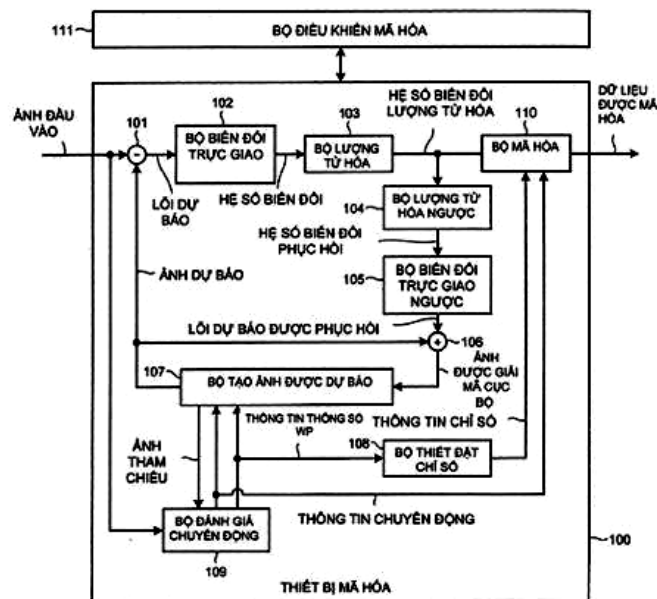 111
BỘ ĐIỀU KHIỂN MÃ HÓA
ẢNH ĐẦU
VÀO
101
102
BỘ BIẾN ĐỔI
TRỰC GIAO
103
BỘ LƯỢNG
TỬ HÓA
HỆ SỐ BIẾN ĐỔI
LƯỢNG TỬ HÓA
110
BỘ MÃ HÓA
DỮ LIỆU
ĐƯỢC MÃ
HÓA
LỖI DỰ
BÁO
HỆ SỐ BIẾN ĐỔI
104
BỘ LƯỢNG TỬ
HÓA NGƯỢC
HỆ SỐ BIẾN ĐỔI
PHỤC HỒI
105
BỘ BIẾN ĐỔI
TRỰC GIAO
NGƯỢC
ẢNH DỰ BÁO
LỖI DỰ BÁO ĐƯỢC PHỤC HỒI
106
107
BỘ TẠO ẢNH ĐƯỢC DỰ BÁO
ẢNH
ĐƯỢC GIẢI
MÃ CỤC
BỘ
THÔNG TIN THÔNG SỐ
WP
THÔNG TIN CHỈ SỐ
108
BỘ THIẾT ĐẶT
CHỈ SỐ
ẢNH
THAM
CHIẾU
BỘ ĐÁNH GIÁ
CHUYỂN ĐỘNG
109
THÔNG TIN CHUYỂN ĐỘNG
100
THIẾT BỊ MÃ HÓA